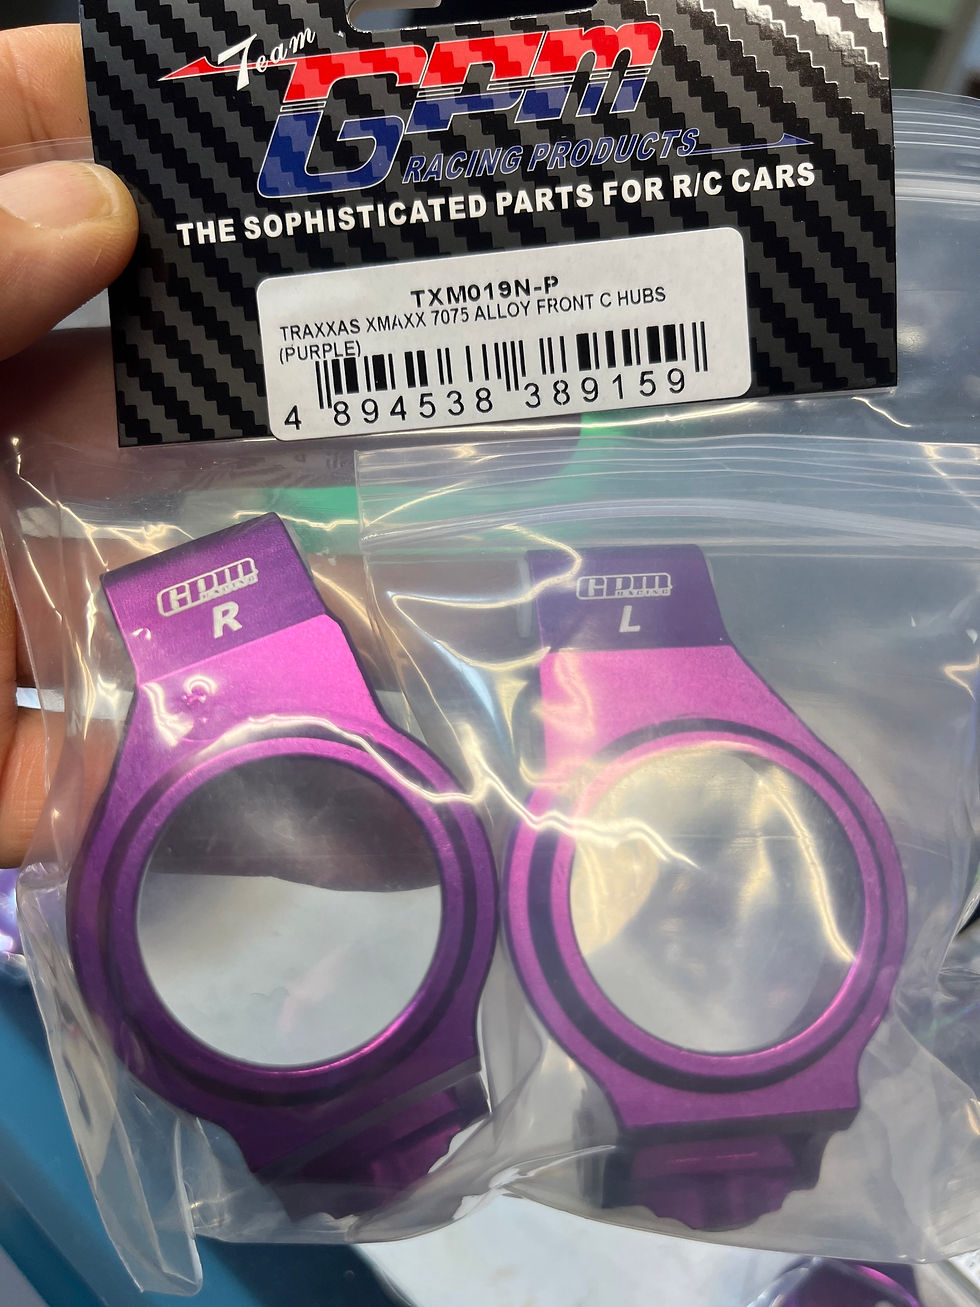 Team
GPM
RACING PRODUCTS
THE SOPHISTICATED PARTS FOR R/C CARS
TXM019N-P
TRAXXAS XMAXX 7075 ALLOY FRONT C HUBS
(PURPLE)
4 894538 389159
GPM
RACING
R
GPM
RACING
L